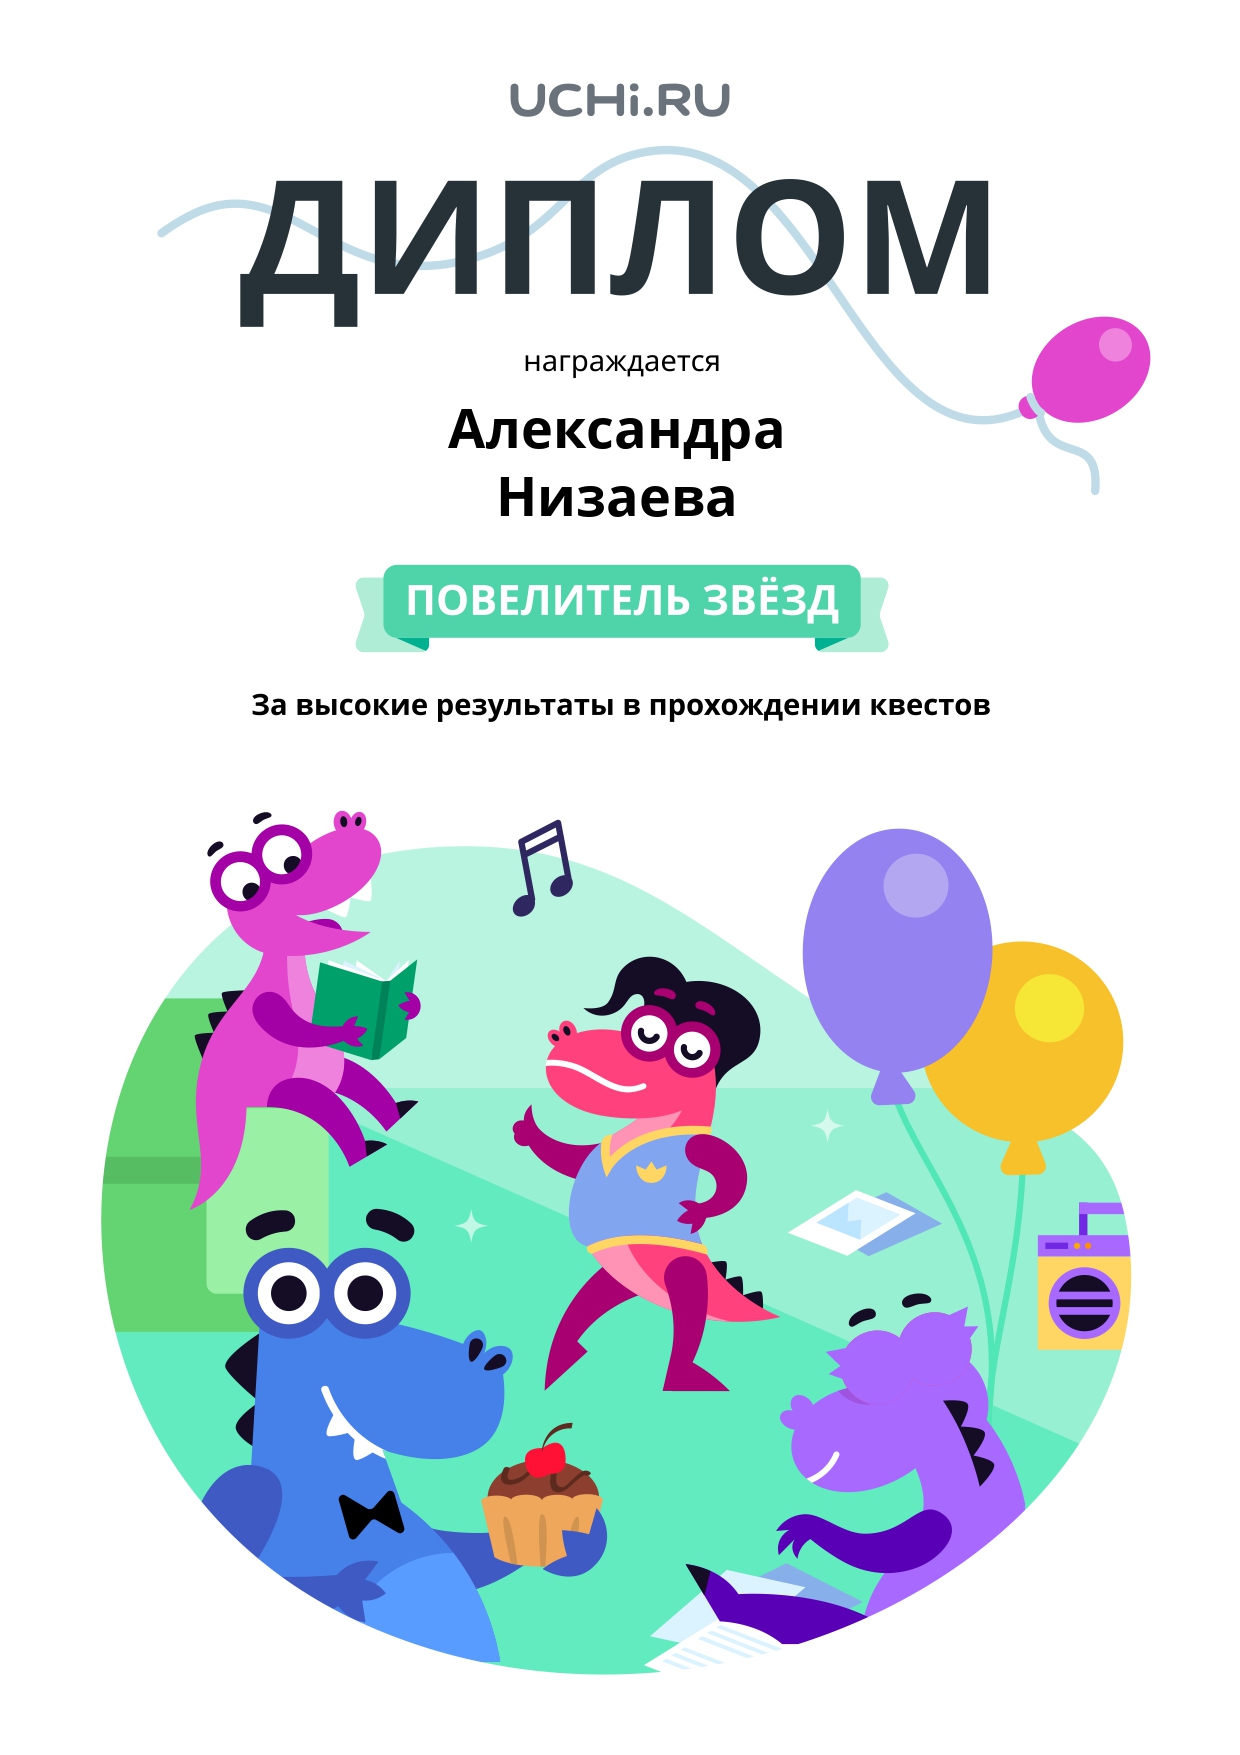 UCHi.RU
ДИПЛОМ
награждается
Александра
Низаева
ПОВЕЛИТЕЛЬ ЗВЁЗД
За высокие результаты в прохождении квестов